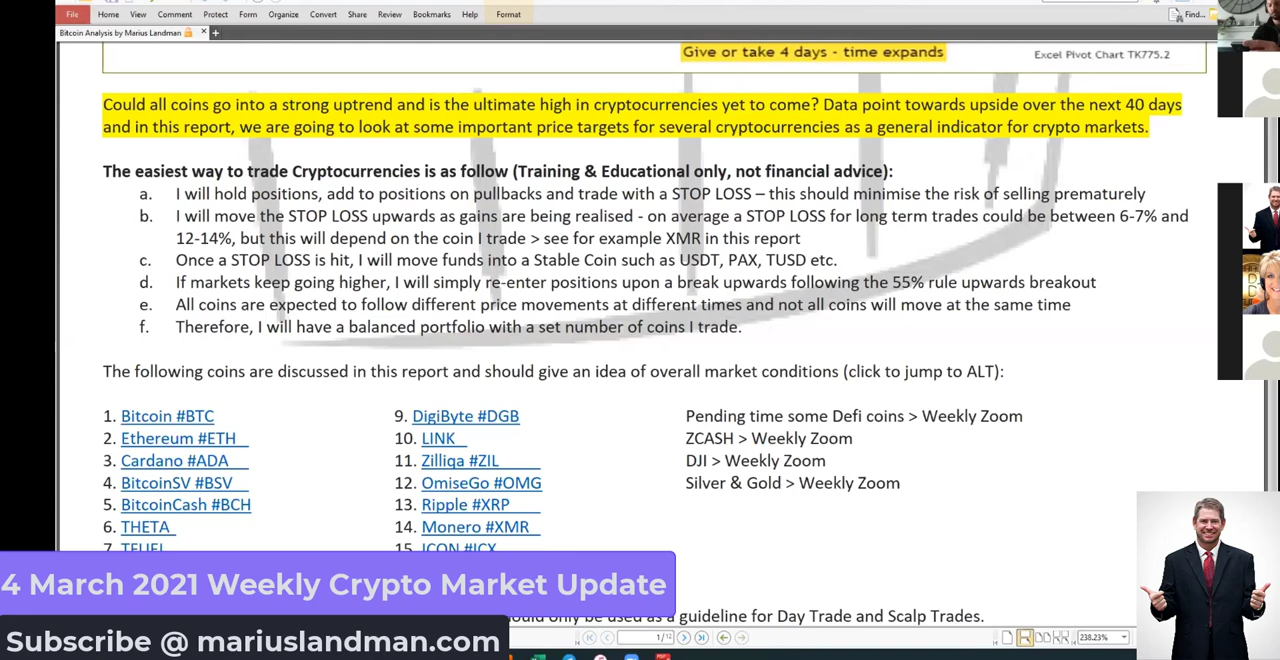 File Home View Comment Protect Form Organize Convert Share Review Bookmarks Help Format Find...
Bitcoin Analysis by Marius Landman
Give or take 4 days - time expands
Excel Pivot Chart TK775.2
Could all coins go into a strong uptrend and is the ultimate high in cryptocurrencies yet to come? Data point towards upside over the next 40 days
and in this report, we are going to look at some important price targets for several cryptocurrencies as a general indicator for crypto markets.
The easiest way to trade Cryptocurrencies is as follow (Training & Educational only, not financial advice):
a. I will hold positions, add to positions on pullbacks and trade with a STOP LOSS – this should minimise the risk of selling prematurely
b. I will move the STOP LOSS upwards as gains are being realised - on average a STOP LOSS for long term trades could be between 6-7% and
12-14%, but this will depend on the coin I trade > see for example XMR in this report
c. Once a STOP LOSS is hit, I will move funds into a Stable Coin such as USDT, PAX, TUSD etc.
d. If markets keep going higher, I will simply re-enter positions upon a break upwards following the 55% rule upwards breakout
e. All coins are expected to follow different price movements at different times and not all coins will move at the same time
f. Therefore, I will have a balanced portfolio with a set number of coins I trade.
The following coins are discussed in this report and should give an idea of overall market conditions (click to jump to ALT):
1. Bitcoin #BTC
2. Ethereum #ETH
3. Cardano #ADA
4. BitcoinSV #BSV
5. BitcoinCash #BCH
6. THETA
7. TFUEL
9. DigiByte #DGB
10. LINK
11. Zilliqa #ZIL
12. OmiseGo #OMG
13. Ripple #XRP
14. Monero #XMR
15. ICON #ICX
Pending time some Defi coins > Weekly Zoom
ZCASH > Weekly Zoom
DJI > Weekly Zoom
Silver & Gold > Weekly Zoom
4 March 2021 Weekly Crypto Market Update
only be used as a guideline for Day Trade and Scalp Trades.
Subscribe @ mariuslandman.com
1/12
238.23%